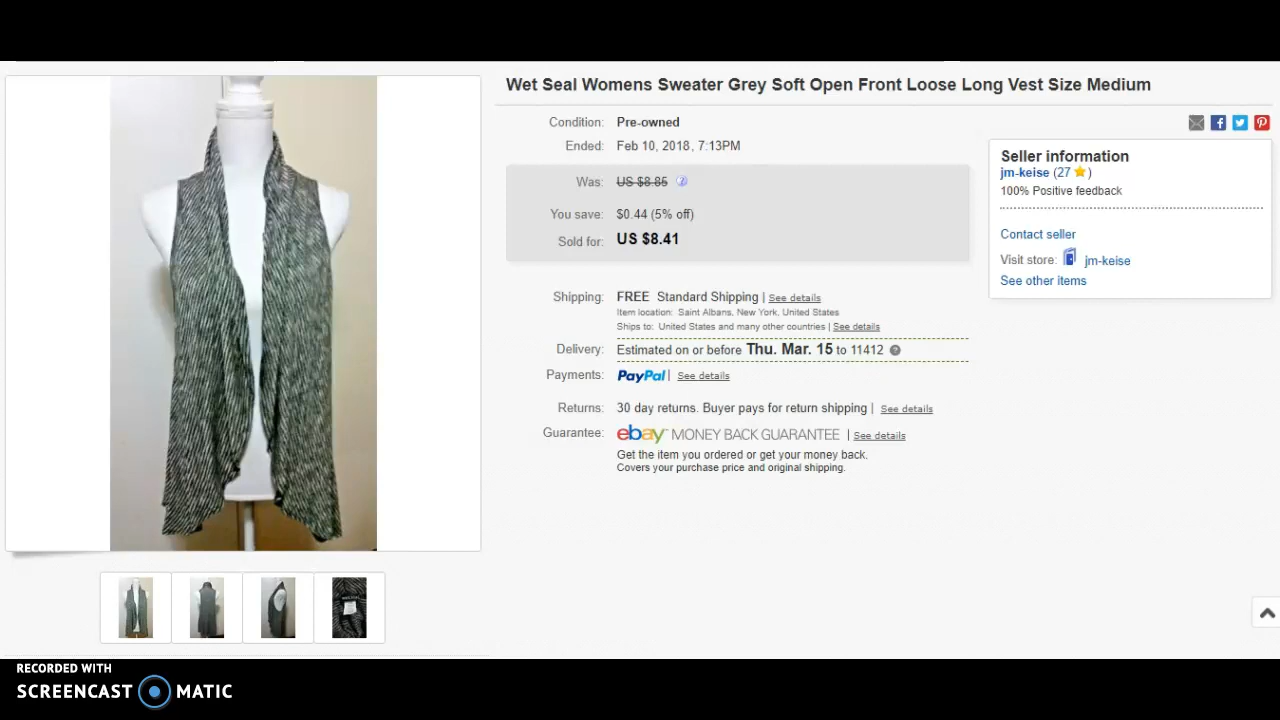 Wet Seal Womens Sweater Grey Soft Open Front Loose Long Vest Size Medium
Condition: Pre-owned
Ended: Feb 10, 2018 , 7:13PM
Was: US $8.85
You save: $0.44 (5% off)
Sold for: US $8.41
Shipping: FREE Standard Shipping | See details
Item location: Saint Albans, New York, United States
Ships to: United States and many other countries | See details
Delivery: Estimated on or before Thu. Mar. 15 to 11412
Payments: PayPal | See details
Returns: 30 day returns. Buyer pays for return shipping | See details
Guarantee: ebay MONEY BACK GUARANTEE | See details
Get the item you ordered or get your money back.
Covers your purchase price and original shipping.
Seller information
jm-keise (27 )
100% Positive feedback
Contact seller
Visit store: jm-keise
See other items
RECORDED WITH
SCREENCAST MATIC